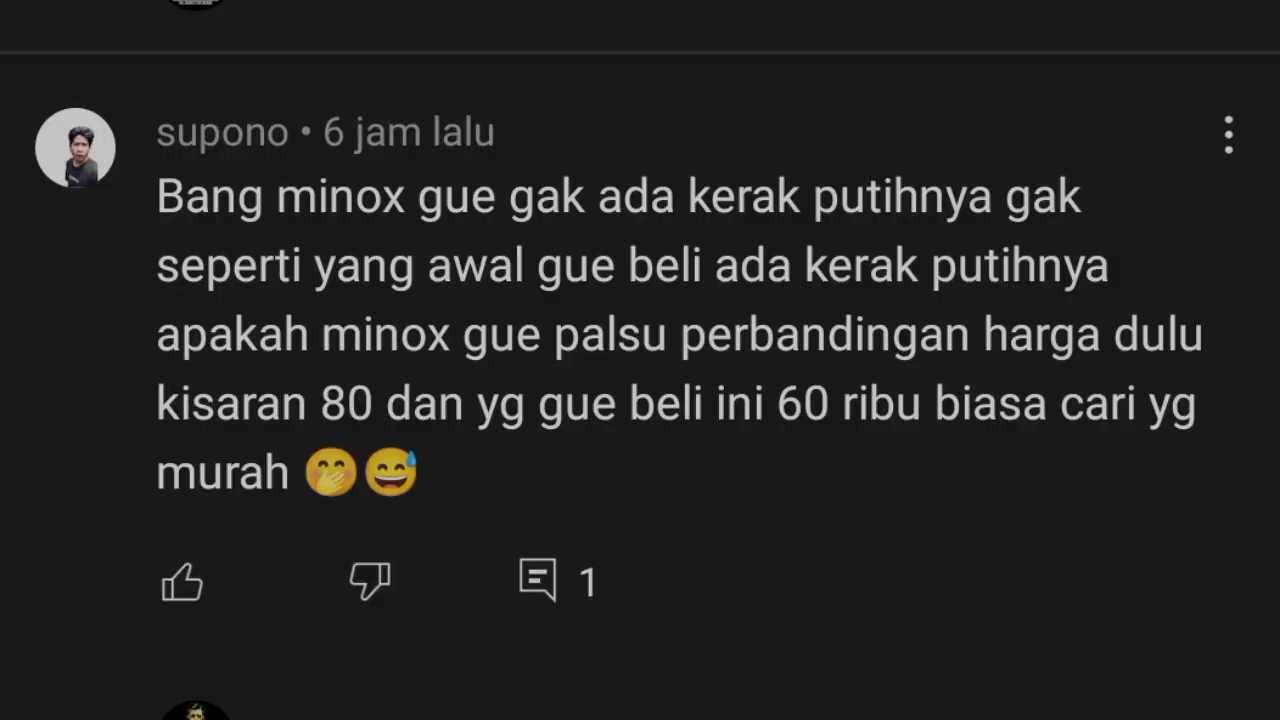 supono • 6 jam lalu
Bang minox gue gak ada kerak putihnya gak
seperti yang awal gue beli ada kerak putihnya
apakah minox gue palsu perbandingan harga dulu
kisaran 80 dan yg gue beli ini 60 ribu biasa cari yg
murah 🤭😅
1